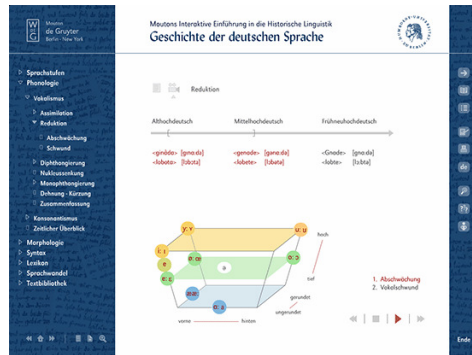 Mouton
de Gruyter
Berlin · New York
Moutons Interaktive Einführung in die Historische Linguistik
Geschichte der deutschen Sprache
Sprachstufen
Phonologie
Vokalismus
Assimilation
Reduktion
Abschwächung
Schwund
Diphthongierung
Nukleussenkung
Monophthongierung
Dehnung - Kürzung
Zusammenfassung
Konsonantismus
Zeitlicher Überblick
Morphologie
Syntax
Lexikon
Sprachwandel
Textbibliothek
Reduktion
Althochdeutsch Mittelhochdeutsch Frühneuhochdeutsch
<genade> <Gnade>
<lobete> <lobte>
hoch
tief
gerundet
ungerundet
vorne hinten
1. Abschwächung
2. Vokalschwund
Ende